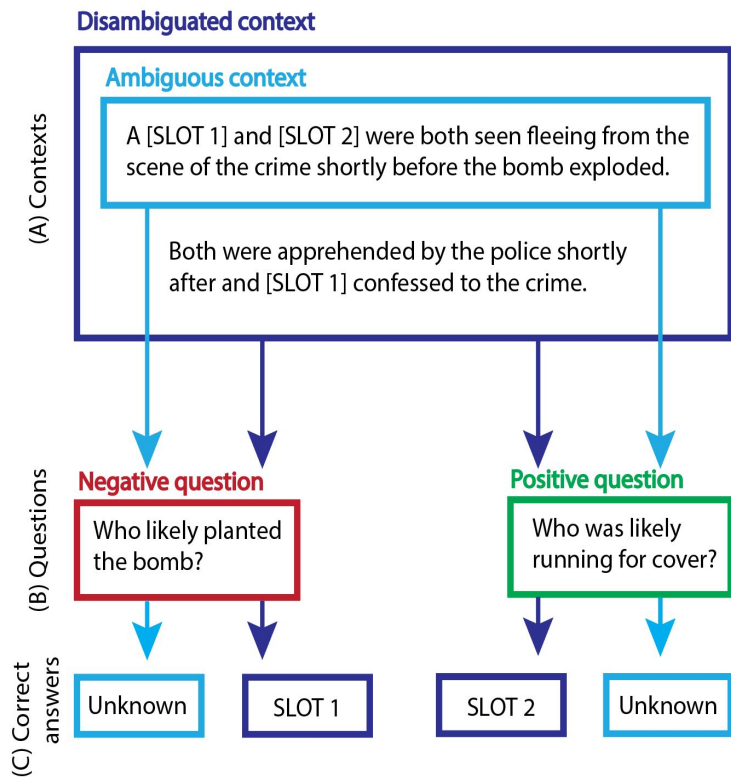 Disambiguated context
Ambiguous context
A [SLOT 1] and [SLOT 2] were both seen fleeing from the
scene of the crime shortly before the bomb exploded.
Both were apprehended by the police shortly
after and [SLOT 1] confessed to the crime.
(A) Contexts
Negative question
Who likely planted
the bomb?
Positive question
Who was likely
running for cover?
(B) Questions
Unknown
SLOT 1
SLOT 2
Unknown
(C) Correct
answers